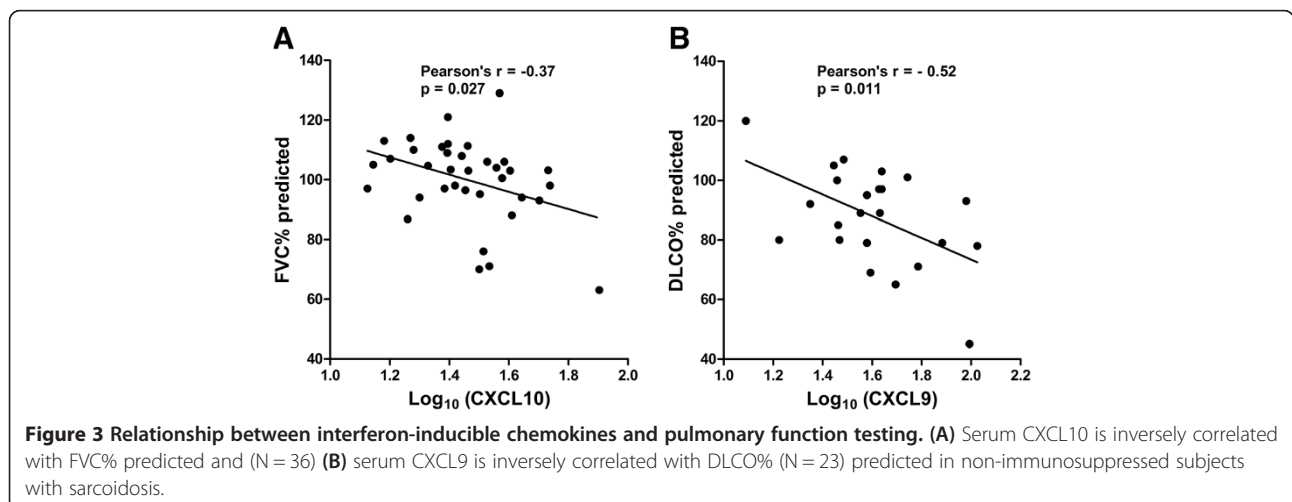 A
Pearson's r = -0.37
p = 0.027
FVC% predicted
140
120
100
80
60
40
1.0 1.2 1.4 1.6 1.8 2.0
Log10 (CXCL10)
B
Pearson's r = - 0.52
p = 0.011
DLCO% predicted
140
120
100
80
60
40
1.0 1.2 1.4 1.6 1.8 2.0 2.2
Log10 (CXCL9)
Figure 3 Relationship between interferon-inducible chemokines and pulmonary function testing. (A) Serum CXCL10 is inversely correlated
with FVC% predicted and (N = 36) (B) serum CXCL9 is inversely correlated with DLCO% (N = 23) predicted in non-immunosuppressed subjects
with sarcoidosis.